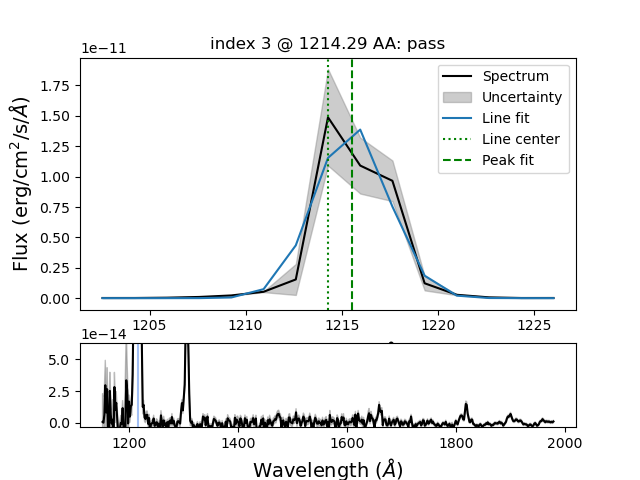 index 3 @ 1214.29 AA: pass
1e−11
Flux (erg/cm²/s/Å)
1.75
1.50
1.25
1.00
0.75
0.50
0.25
0.00
Spectrum
Uncertainty
Line fit
Line center
Peak fit
1205 1210 1215 1220 1225
1e−14
5.0
2.5
0.0
1200 1400 1600 1800 2000
Wavelength (Å)